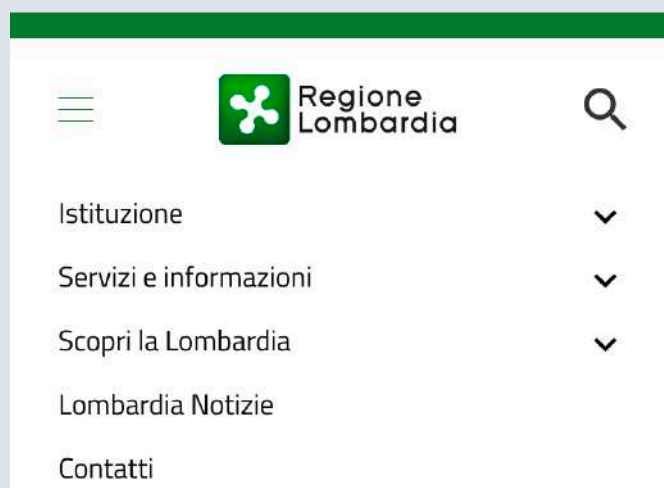 Regione
Lombardia
Istituzione
Servizi e informazioni
Scopri la Lombardia
Lombardia Notizie
Contatti